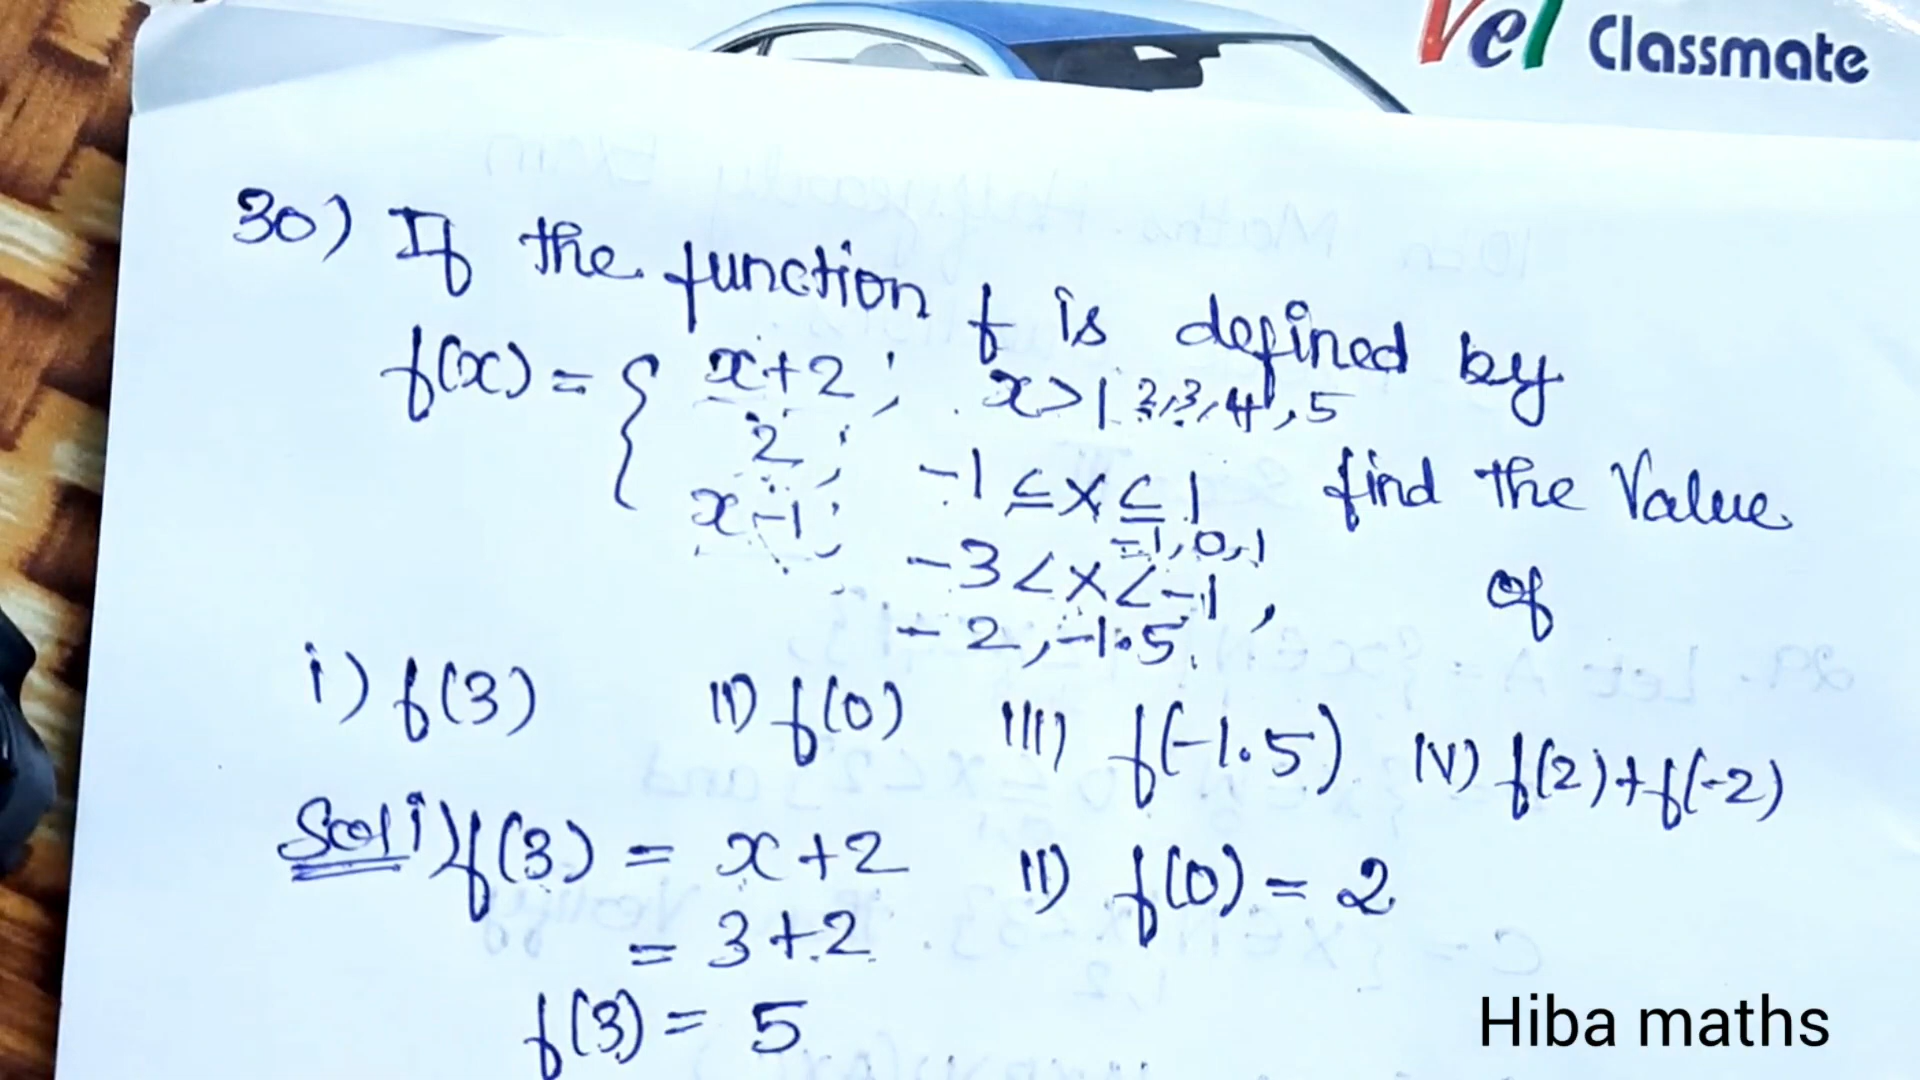 Vel Classmate
30) If the function f is defined by
f(x) = { x+2 ; x>1 2,3,4,5
2 ; -1 ≤ x ≤ 1 find the Value
-1,0,1
x-1 ; -3<x<-1, of
-2,-1.5
i) f(3) ii) f(0) iii) f(-1.5) iv) f(2)+f(-2)
Sol i) f(3) = x+2 ii) f(0) = 2
= 3+2
f(3) = 5
Hiba maths